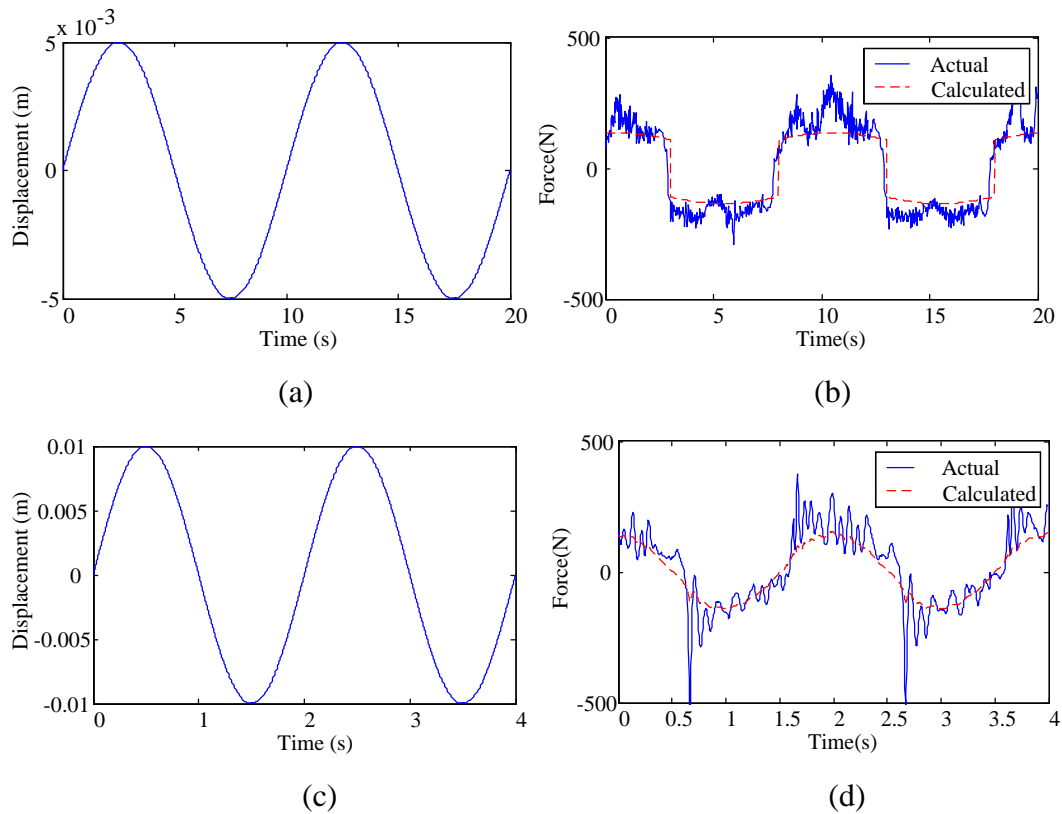 x 10^-3
5
0
-5
Displacement (m)
0 5 10 15 20
Time (s)
(a)
500
0
-500
Force(N)
Actual
Calculated
0 5 10 15 20
Time(s)
(b)
0.01
0.005
0
-0.005
-0.01
Displacement (m)
0 1 2 3 4
Time (s)
(c)
500
0
-500
Force(N)
Actual
Calculated
0 0.5 1 1.5 2 2.5 3 3.5 4
Time(s)
(d)